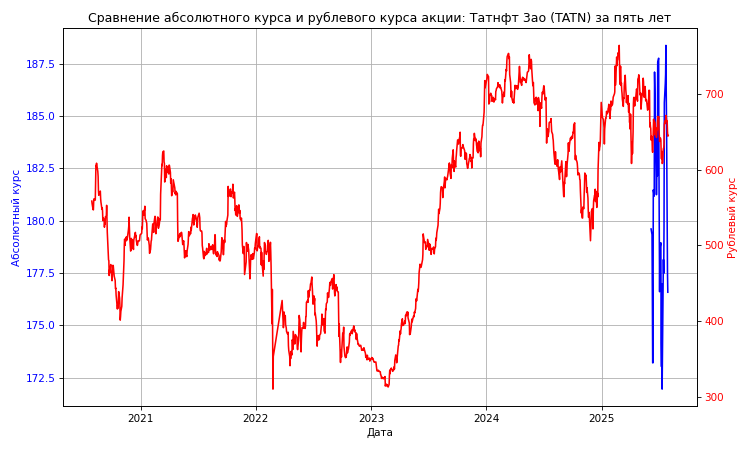 Сравнение абсолютного курса и рублевого курса акции: Татнфт 3ао (TATN) за пять лет
187.5
185.0
182.5
180.0
177.5
175.0
172.5
Абсолютный курс
700
600
500
400
300
Рублевый курс
2021 2022 2023 2024 2025
Дата